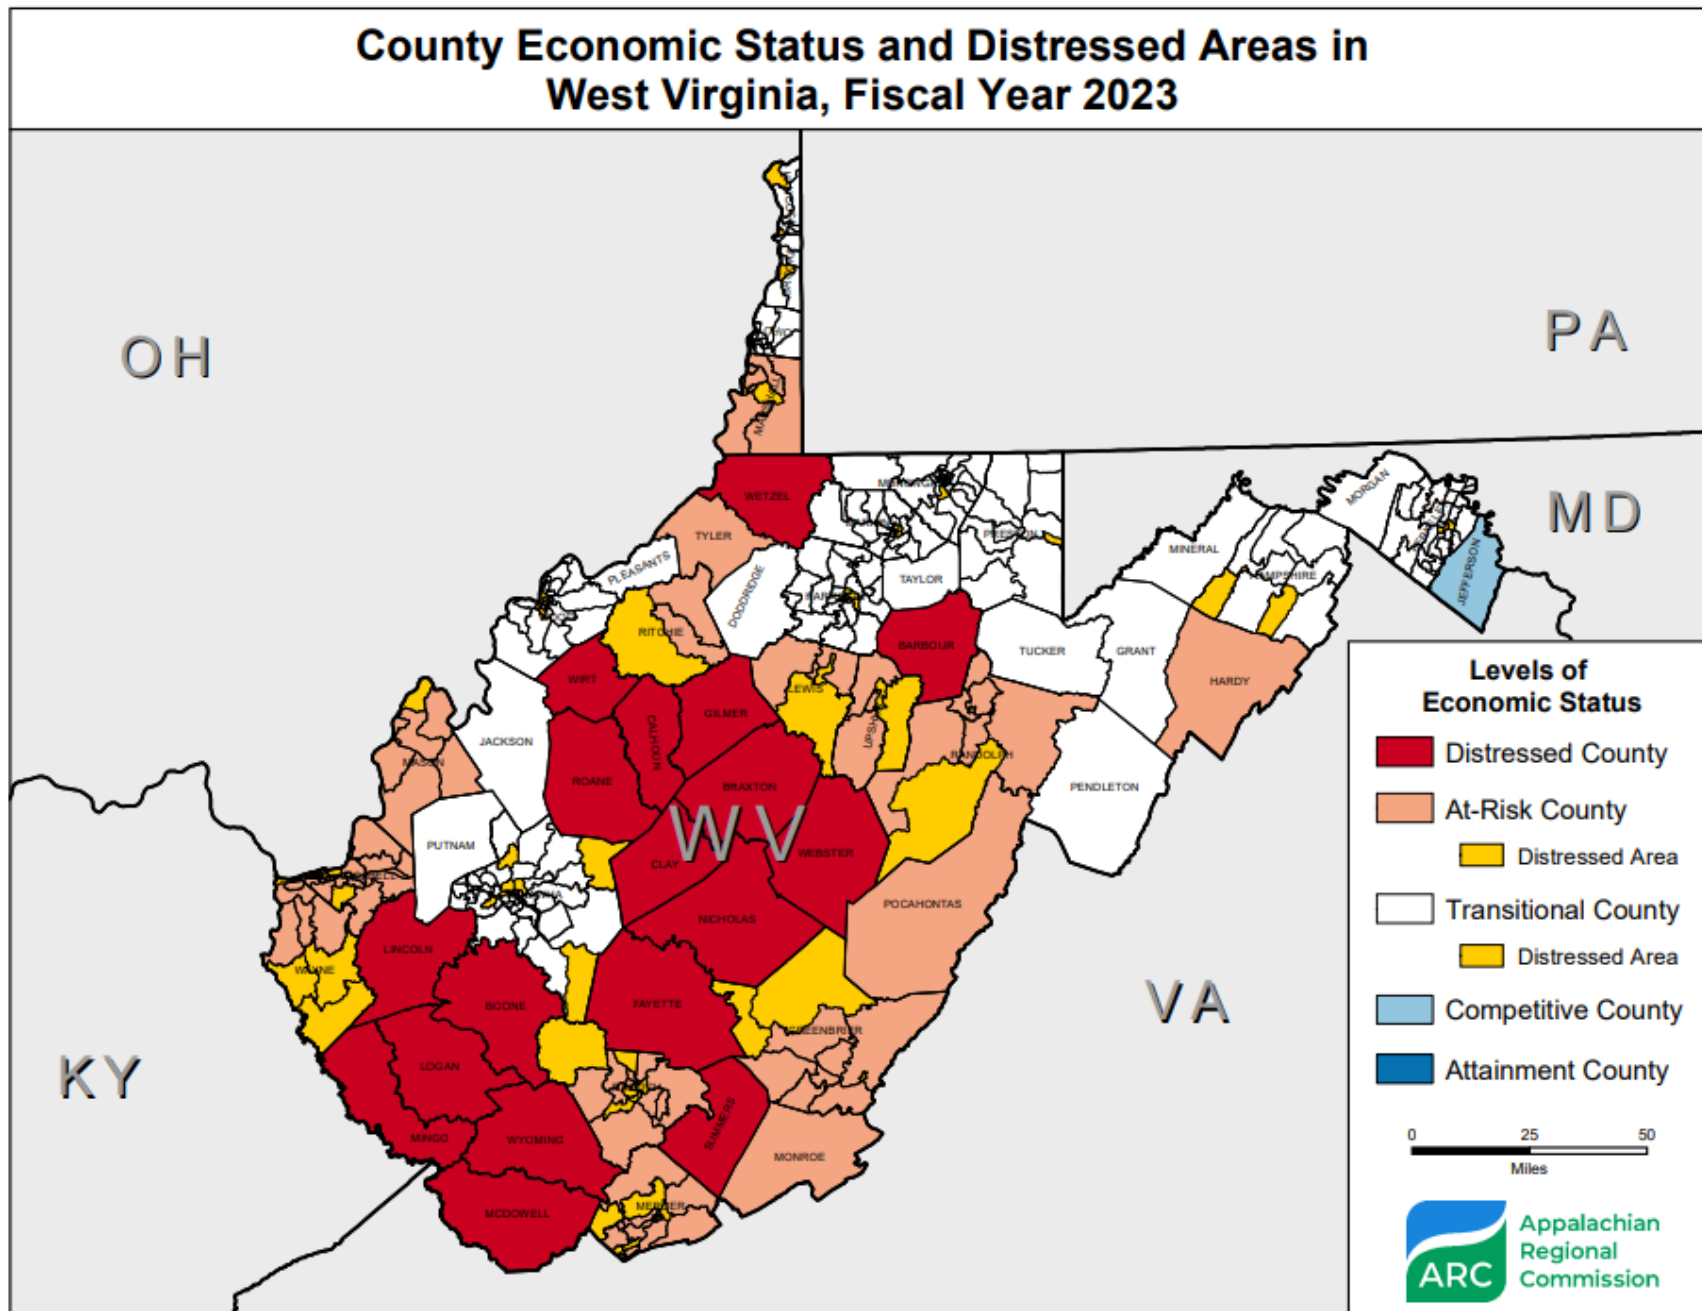 County Economic Status and Distressed Areas in
West Virginia, Fiscal Year 2023
OH
PA
MD
WV
VA
KY
OHIO
WETZEL
TYLER
PLEASANTS
DODDRIDGE
RITCHIE
TAYLOR
PRESTON
BARBOUR
TUCKER
GRANT
MINERAL
HAMPSHIRE
MORGAN
JEFFERSON
HARDY
WIRT
GILMER
CALHOUN
LEWIS
UPSHUR
RANDOLPH
PENDLETON
JACKSON
ROANE
BRAXTON
MASON
PUTNAM
CLAY
WEBSTER
NICHOLAS
POCAHONTAS
LINCOLN
WAYNE
BOONE
FAYETTE
GREENBRIER
LOGAN
MINGO
WYOMING
SUMMERS
MONROE
MCDOWELL
MERCER
Levels of
Economic Status
Distressed County
At-Risk County
Distressed Area
Transitional County
Distressed Area
Competitive County
Attainment County
0 25 50
Miles
ARC
Appalachian
Regional
Commission